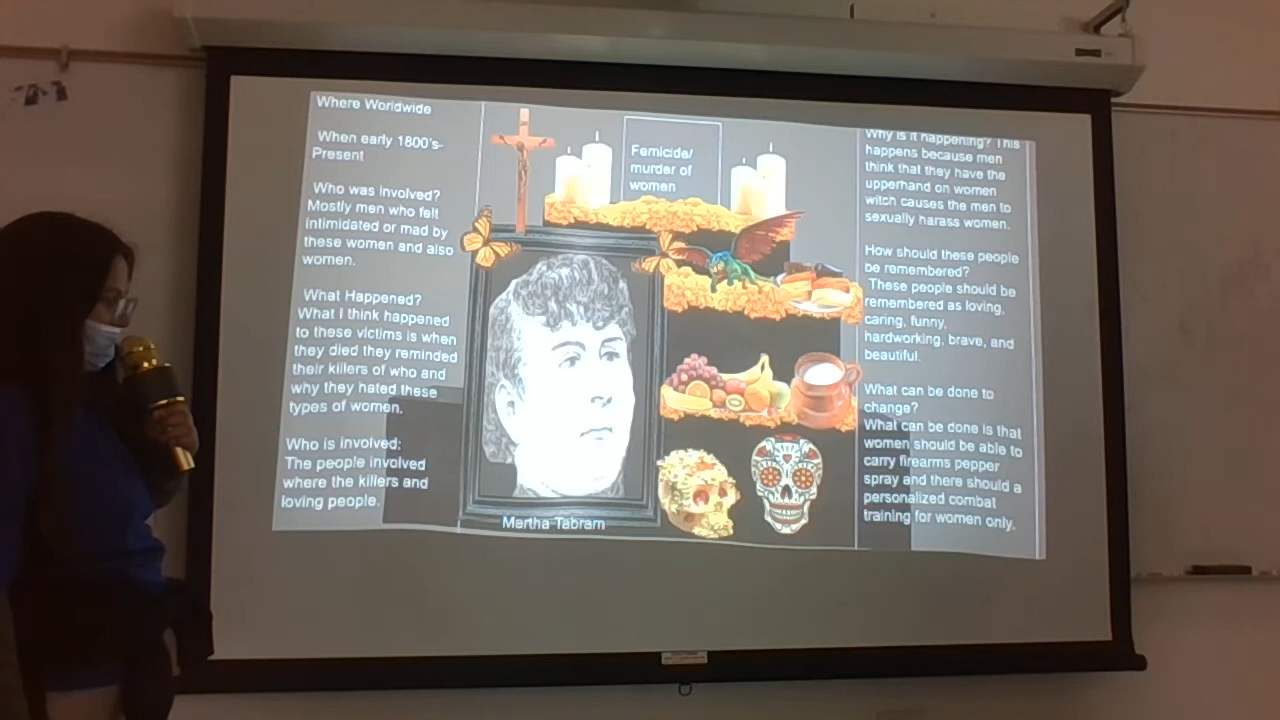 Where Worldwide
When early 1800's-
Present
Who was involved?
Mostly men who felt
intimidated or mad by
these women and also
women.
What Happened?
What I think happened
to these victims is when
they died they reminded
their killers of who and
why they hated these
types of women.
Who is involved:
The people involved
where the killers and
loving people.
Femicide/
murder of
women
Martha Tabram
Why is it happening? This
happens because men
think that they have the
upperhand on women
witch causes the men to
sexually harass women.
How should these people
be remembered?
These people should be
remembered as loving,
caring, funny,
hardworking, brave, and
beautiful.
What can be done to
change?
What can be done is that
women should be able to
carry firearms pepper
spray and there should a
personalized combat
training for women only.